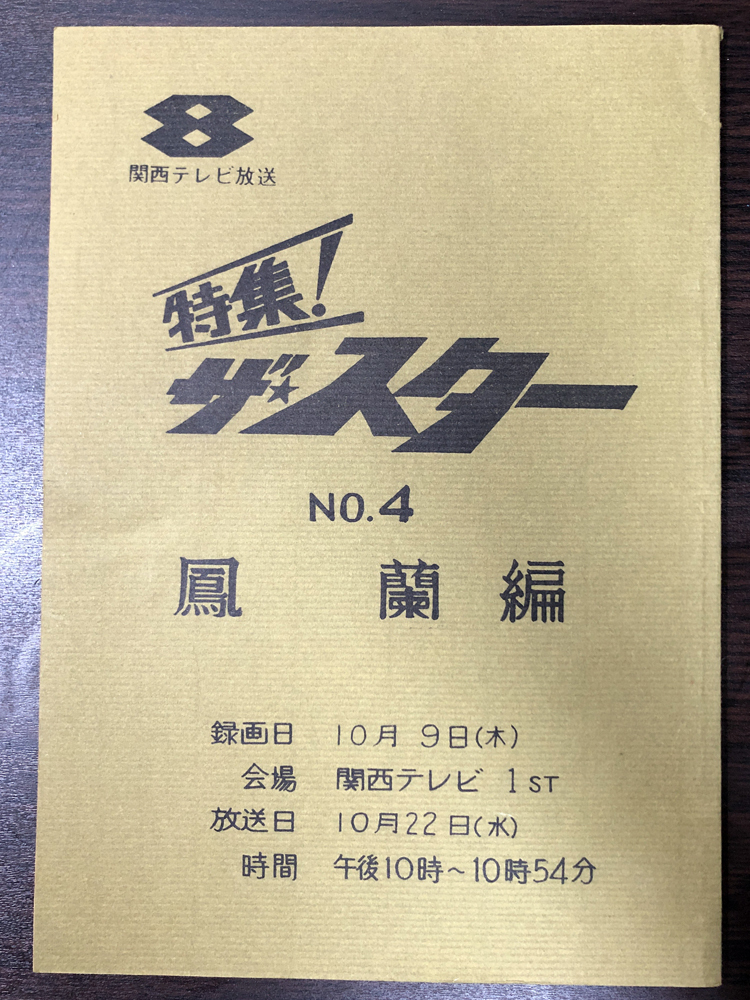 8
関西テレビ放送
特集!
ザ★スター
NO.4
鳳 蘭 編
録画日 10月 9日(木)
会場 関西テレビ 1ST
放送日 10月22日(水)
時間 午後10時～10時54分